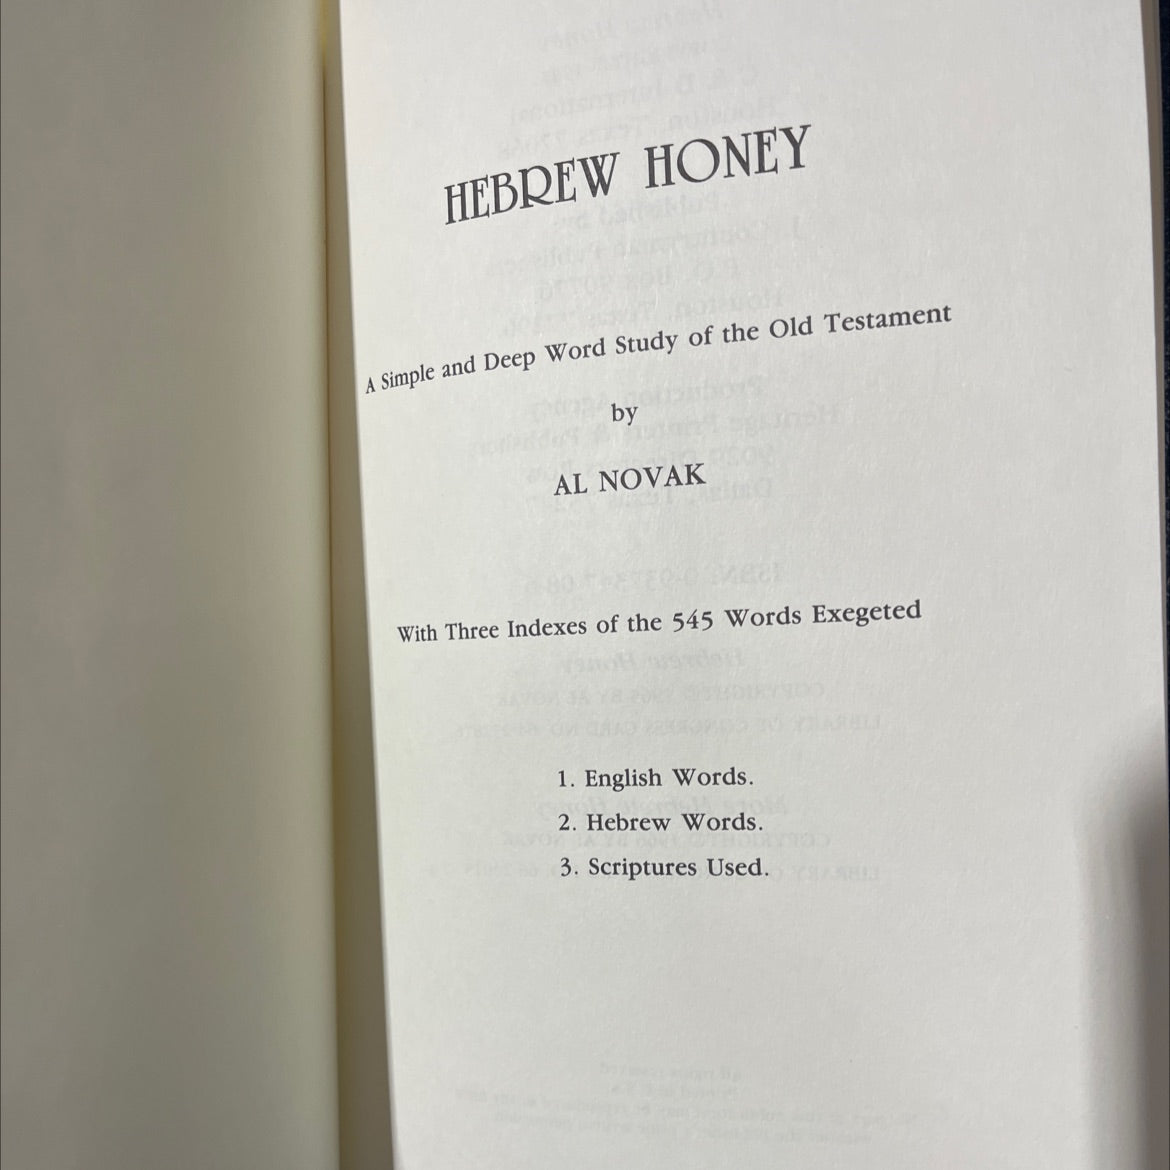 HEBREW HONEY
A Simple and Deep Word Study of the Old Testament
by
AL NOVAK
With Three Indexes of the 545 Words Exegeted
1. English Words.
2. Hebrew Words.
3. Scriptures Used.